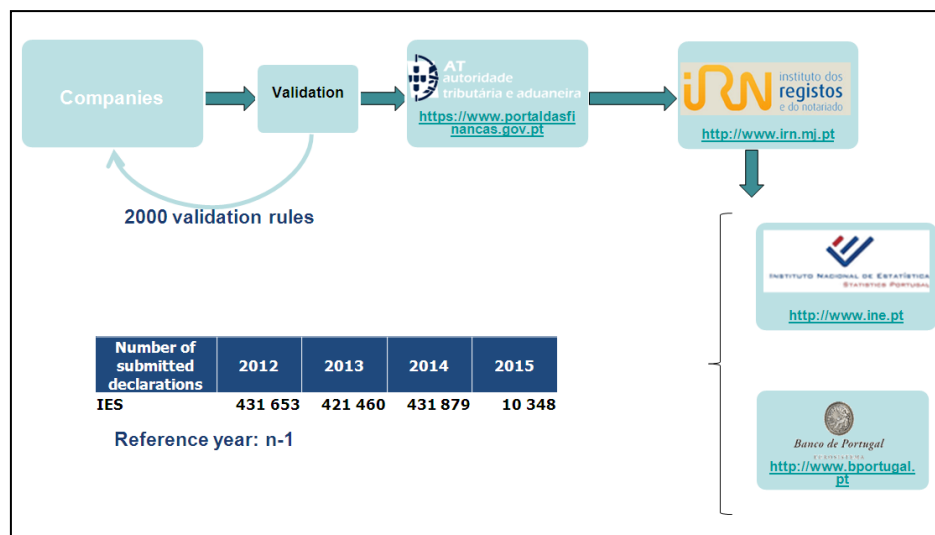 Companies
Validation
AT
autoridade
tributária e aduaneira
https://www.portaldasfi
nancas.gov.pt
iRN
instituto dos
registos
e do notariado
http://www.irn.mj.pt
2000 validation rules
INSTITUTO NACIONAL DE ESTATÍSTICA
STATISTICS PORTUGAL
http://www.ine.pt
Number of
submitted
declarations
2012 2013 2014 2015
IES 431 653 421 460 431 879 10 348
Reference year: n-1
Banco de Portugal
EUROSISTEMA
http://www.bportugal.
pt